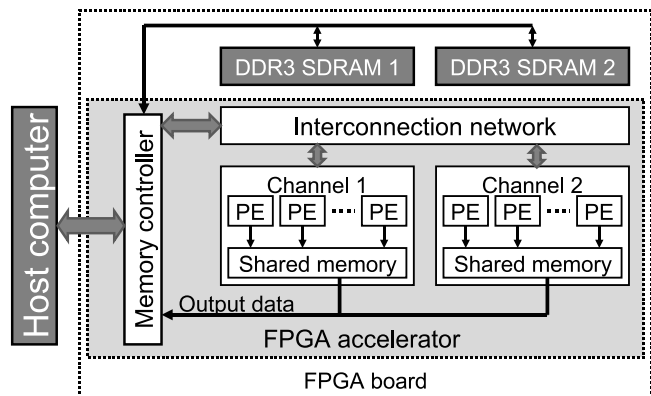 DDR3 SDRAM 1
DDR3 SDRAM 2
Host computer
Memory controller
Interconnection network
Channel 1
PE PE PE
Shared memory
Channel 2
PE PE PE
Shared memory
Output data
FPGA accelerator
FPGA board